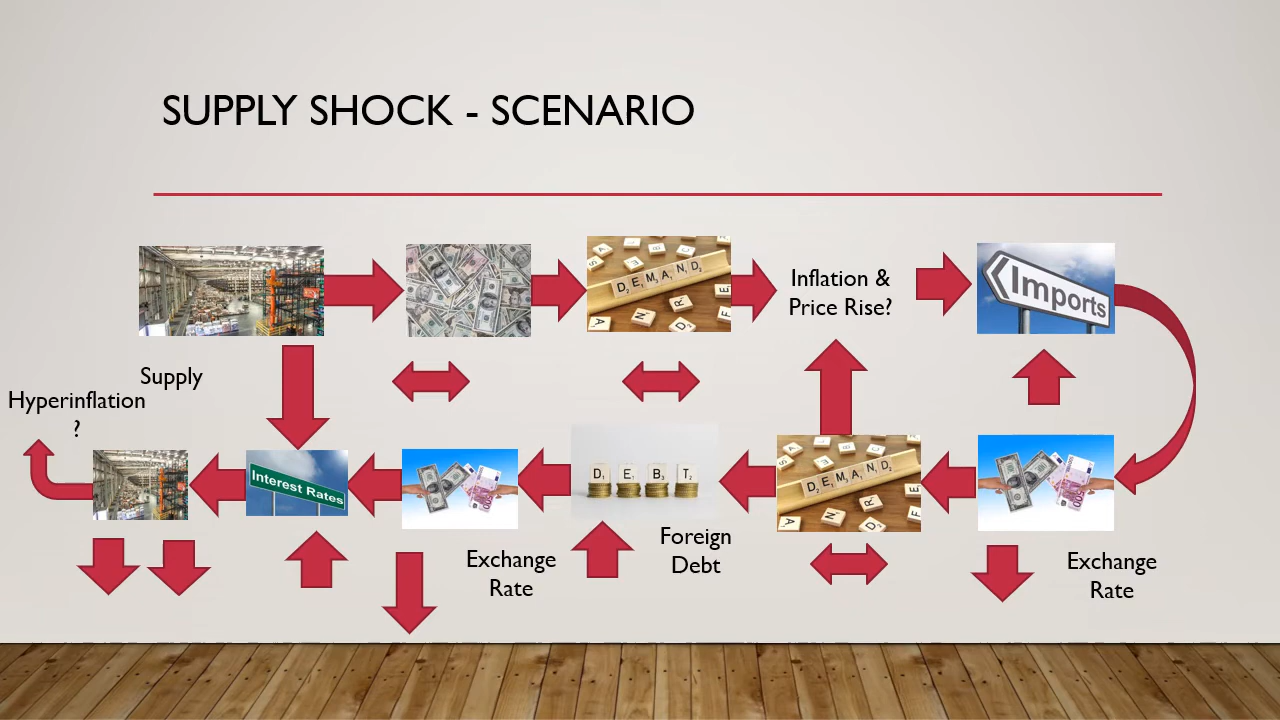 SUPPLY SHOCK - SCENARIO
DEMAND
Inflation &
Price Rise?
Imports
Supply
Hyperinflation
?
Interest Rates
DEBT
DEMAND
Foreign
Debt
Exchange
Rate
Exchange
Rate